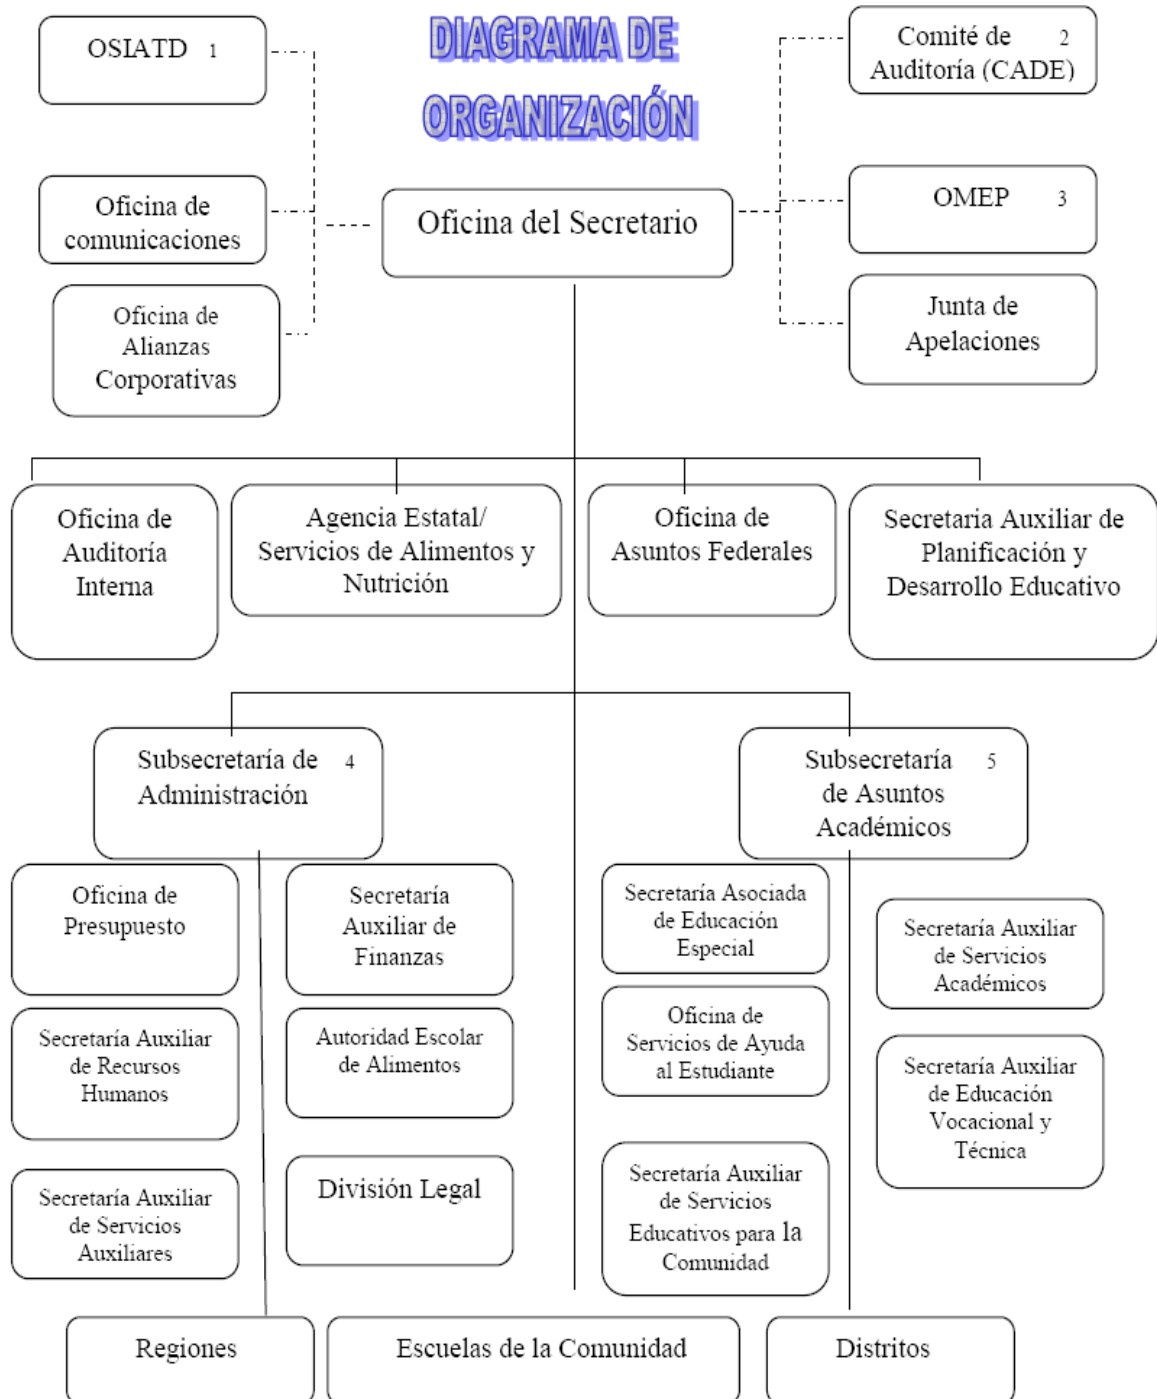 DIAGRAMA DE
ORGANIZACIÓN
OSIATD 1
Comité de 2
Auditoría (CADE)
Oficina de
comunicaciones
Oficina del Secretario
OMEP 3
Oficina de
Alianzas
Corporativas
Junta de
Apelaciones
Oficina de
Auditoría
Interna
Agencia Estatal/
Servicios de Alimentos y
Nutrición
Oficina de
Asuntos Federales
Secretaria Auxiliar de
Planificación y
Desarrollo Educativo
Subsecretaría de 4
Administración
Subsecretaría 5
de Asuntos
Académicos
Oficina de
Presupuesto
Secretaría
Auxiliar de
Finanzas
Secretaría Asociada
de Educación
Especial
Secretaría Auxiliar
de Servicios
Académicos
Secretaría Auxiliar
de Recursos
Humanos
Autoridad Escolar
de Alimentos
Oficina de
Servicios de Ayuda
al Estudiante
Secretaría Auxiliar
de Educación
Vocacional y
Técnica
Secretaría Auxiliar
de Servicios
Auxiliares
División Legal
Secretaría Auxiliar
de Servicios
Educativos para la
Comunidad
Regiones
Escuelas de la Comunidad
Distritos